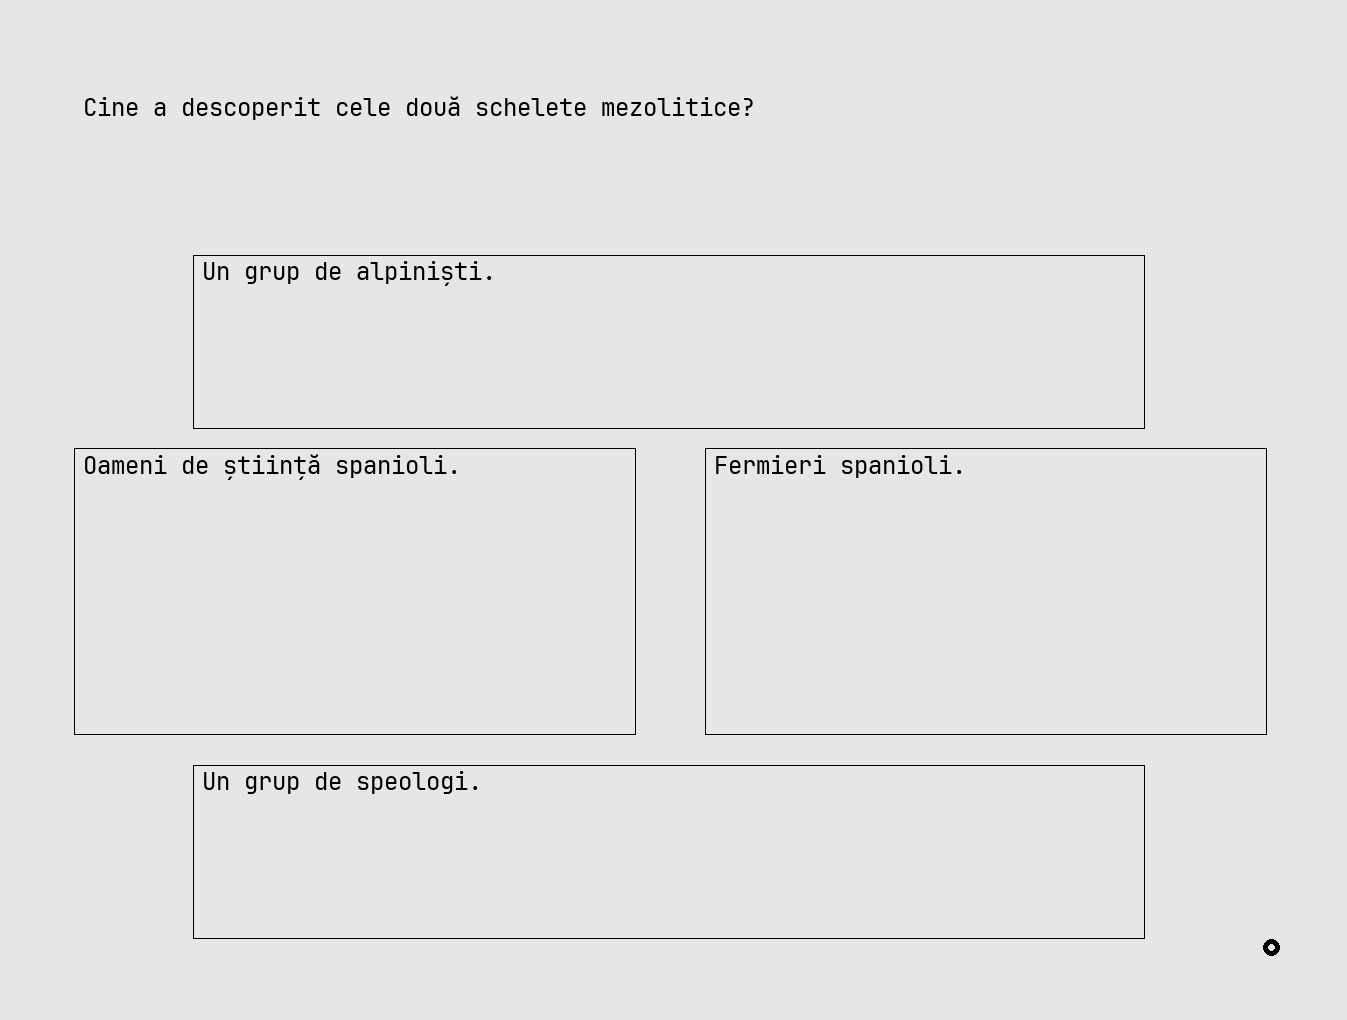 Cine a descoperit cele două schelete mezolitice?
Un grup de alpiniști.
Oameni de știință spanioli.
Fermieri spanioli.
Un grup de speologi.